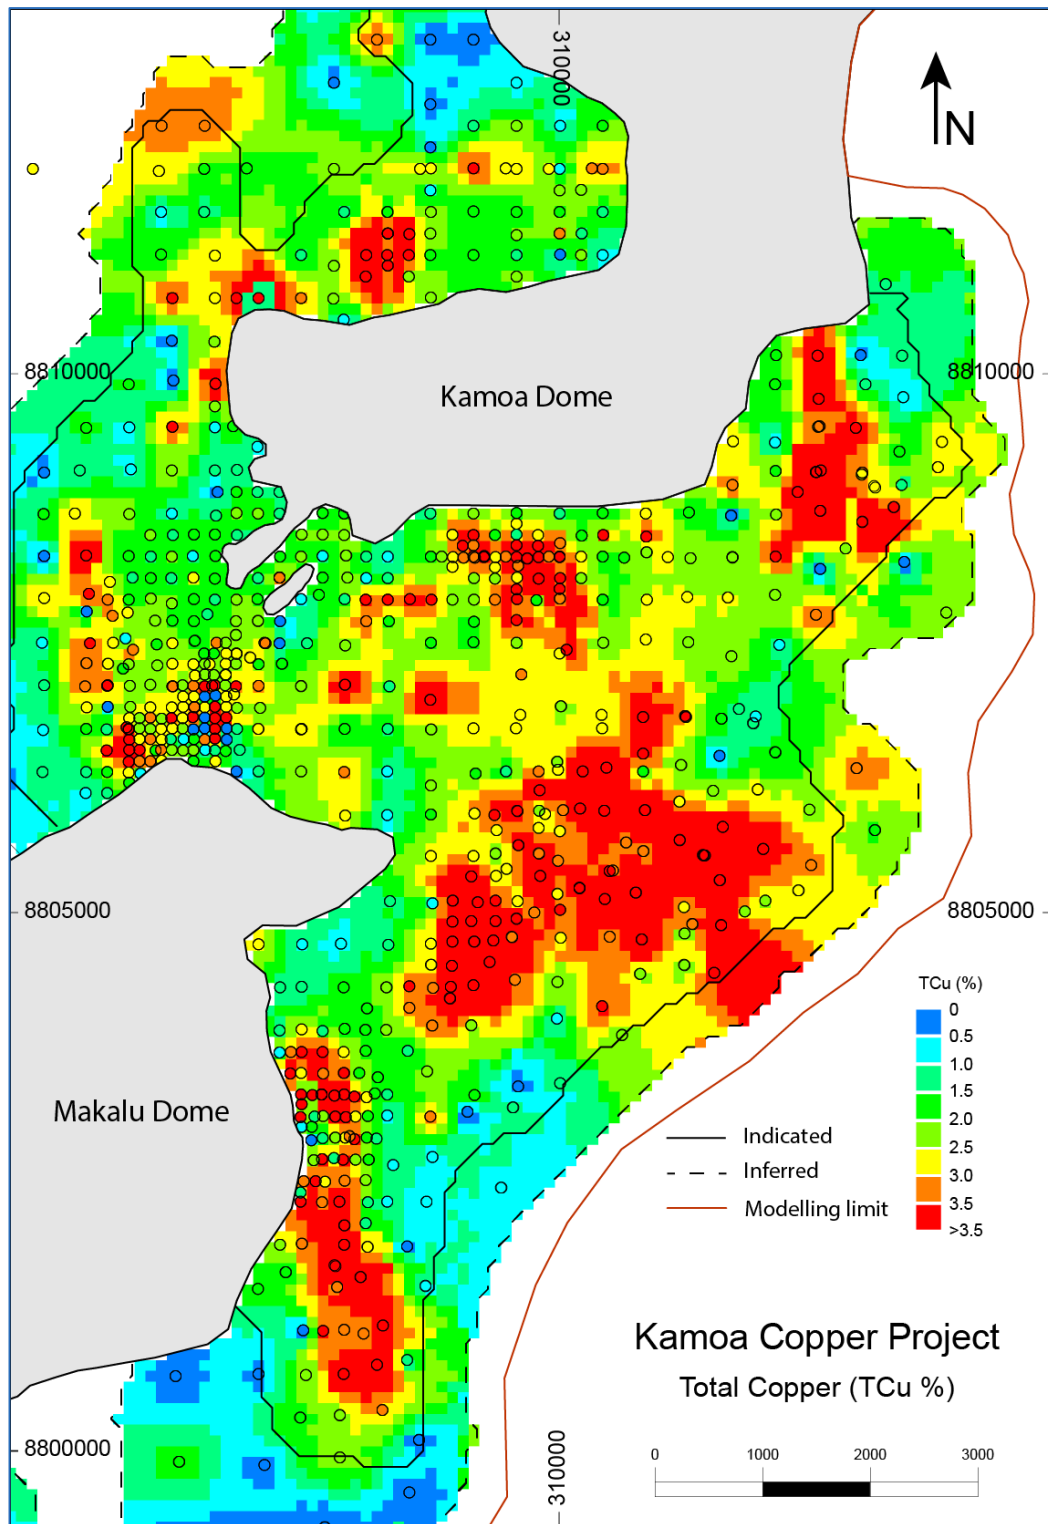 310000
N
8810000
8810000
Kamoa Dome
8805000
8805000
TCu (%)
0
0.5
1.0
1.5
2.0
2.5
3.0
3.5
>3.5
Makalu Dome
Indicated
Inferred
Modelling limit
Kamoa Copper Project
Total Copper (TCu %)
8800000
310000
0 1000 2000 3000